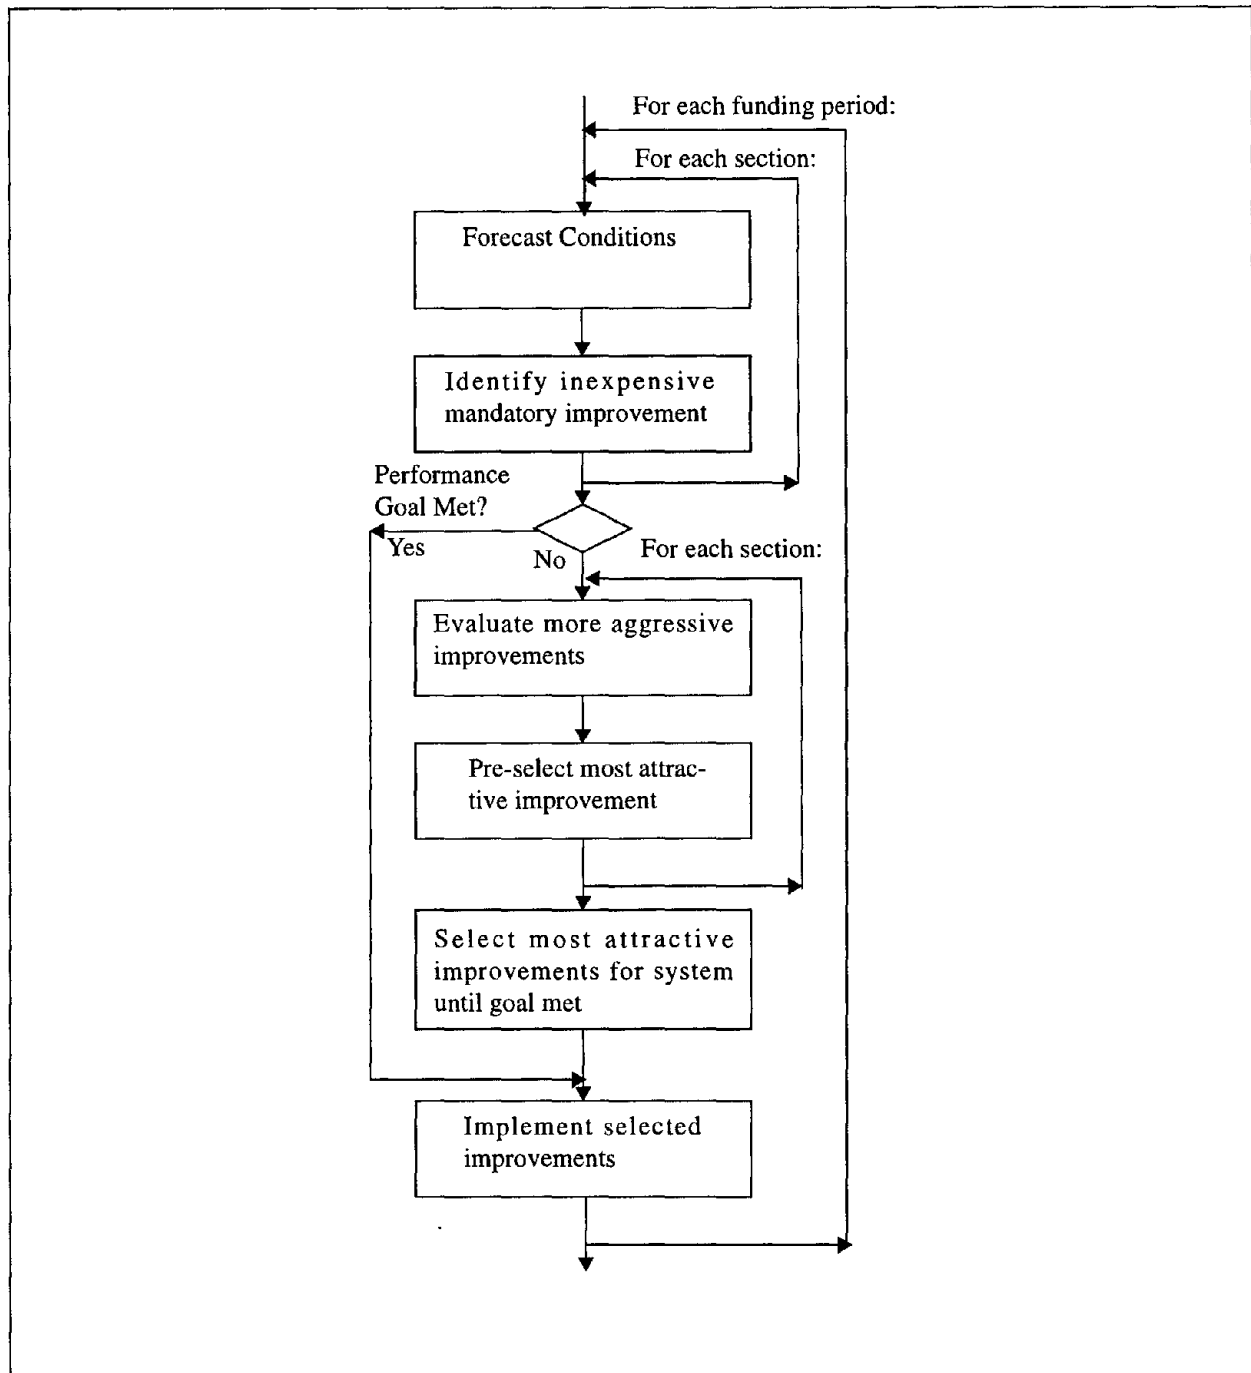 For each funding period:
For each section:
Forecast Conditions
Identify inexpensive
mandatory improvement
Performance
Goal Met?
Yes
No
For each section:
Evaluate more aggressive
improvements
Pre-select most attrac-
tive improvement
Select most attractive
improvements for system
until goal met
Implement selected
improvements